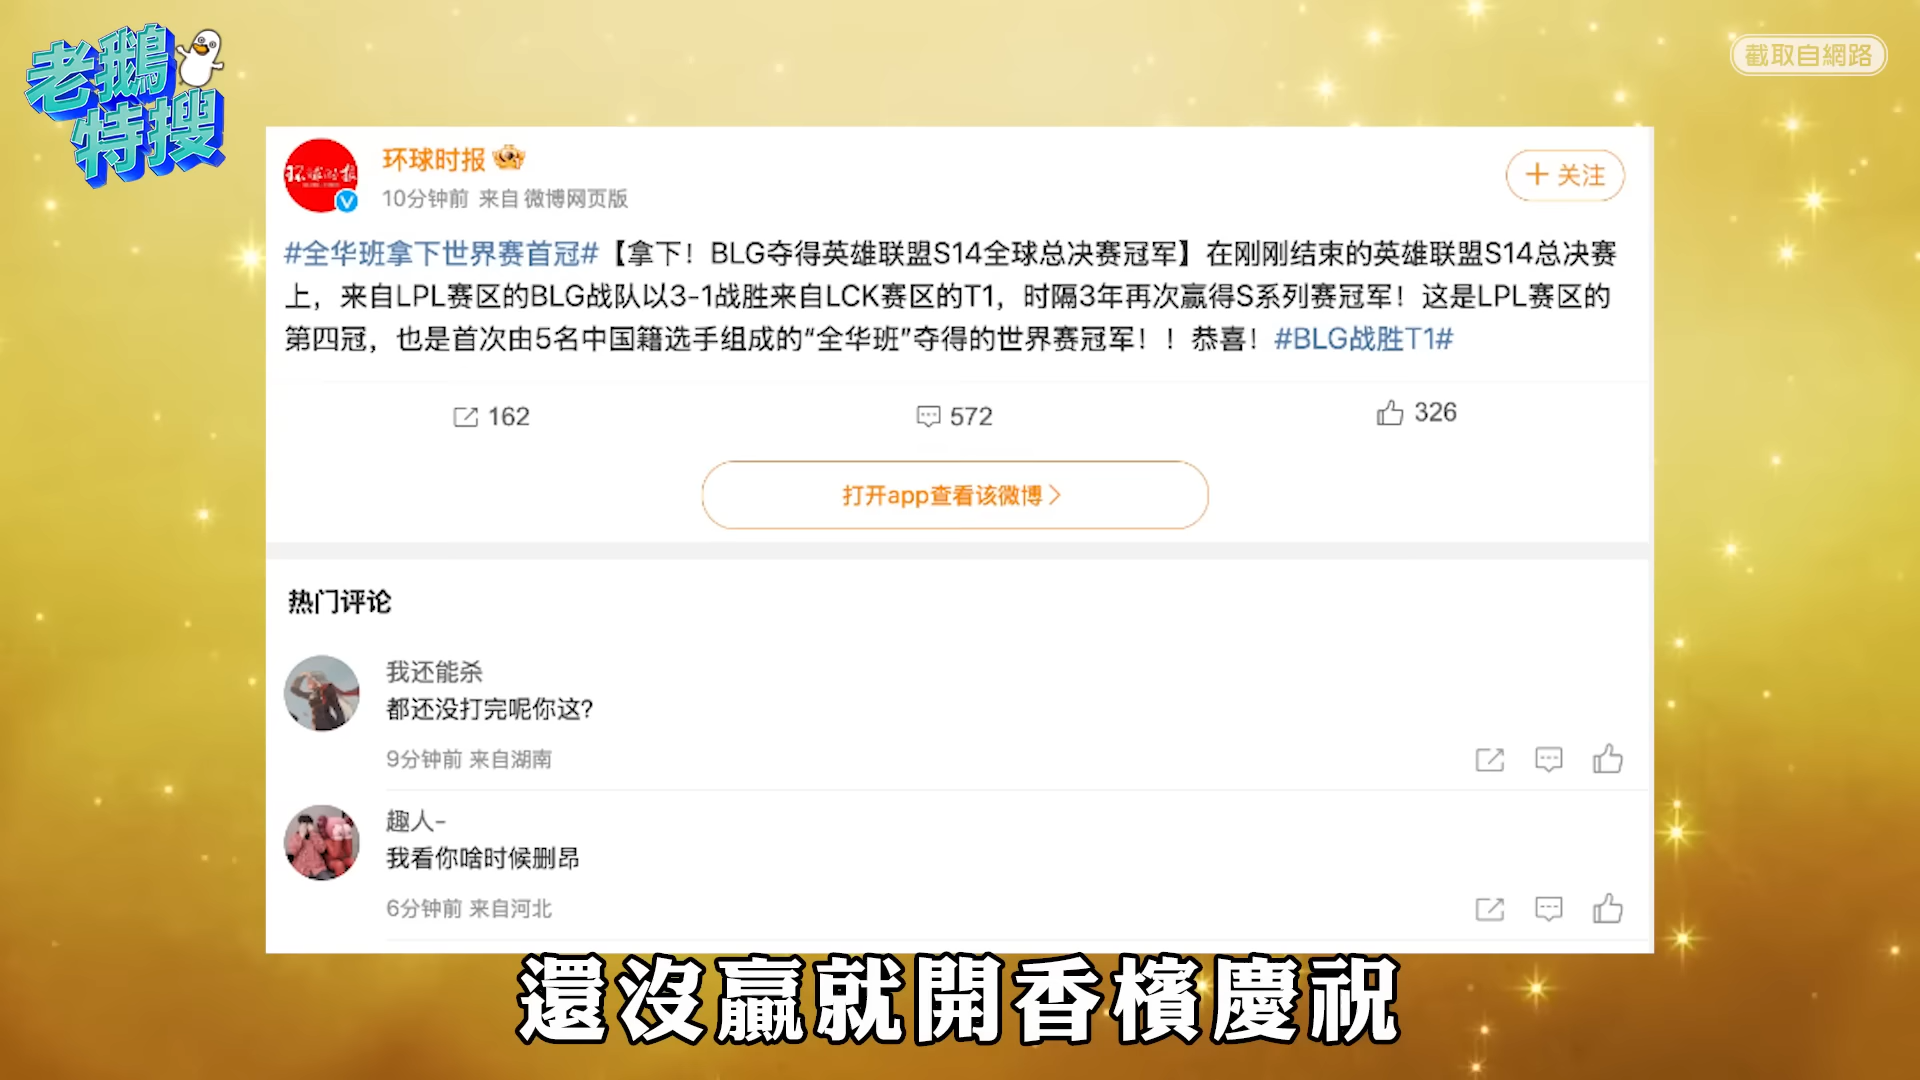 老鵝
特搜
截取自網路
环球时报
环球时报
10分钟前 来自 微博网页版
+ 关注
#全华班拿下世界赛首冠#【拿下！BLG夺得英雄联盟S14全球总决赛冠军】在刚刚结束的英雄联盟S14总决赛
上，来自LPL赛区的BLG战队以3-1战胜来自LCK赛区的T1，时隔3年再次赢得S系列赛冠军！这是LPL赛区的
第四冠，也是首次由5名中国籍选手组成的“全华班”夺得的世界赛冠军！！恭喜！#BLG战胜T1#
162
572
326
打开app查看该微博>
热门评论
我还能杀
都还没打完呢你这?
9分钟前 来自湖南
趣人-
我看你啥时候删昂
6分钟前 来自河北
還沒贏就開香檳慶祝